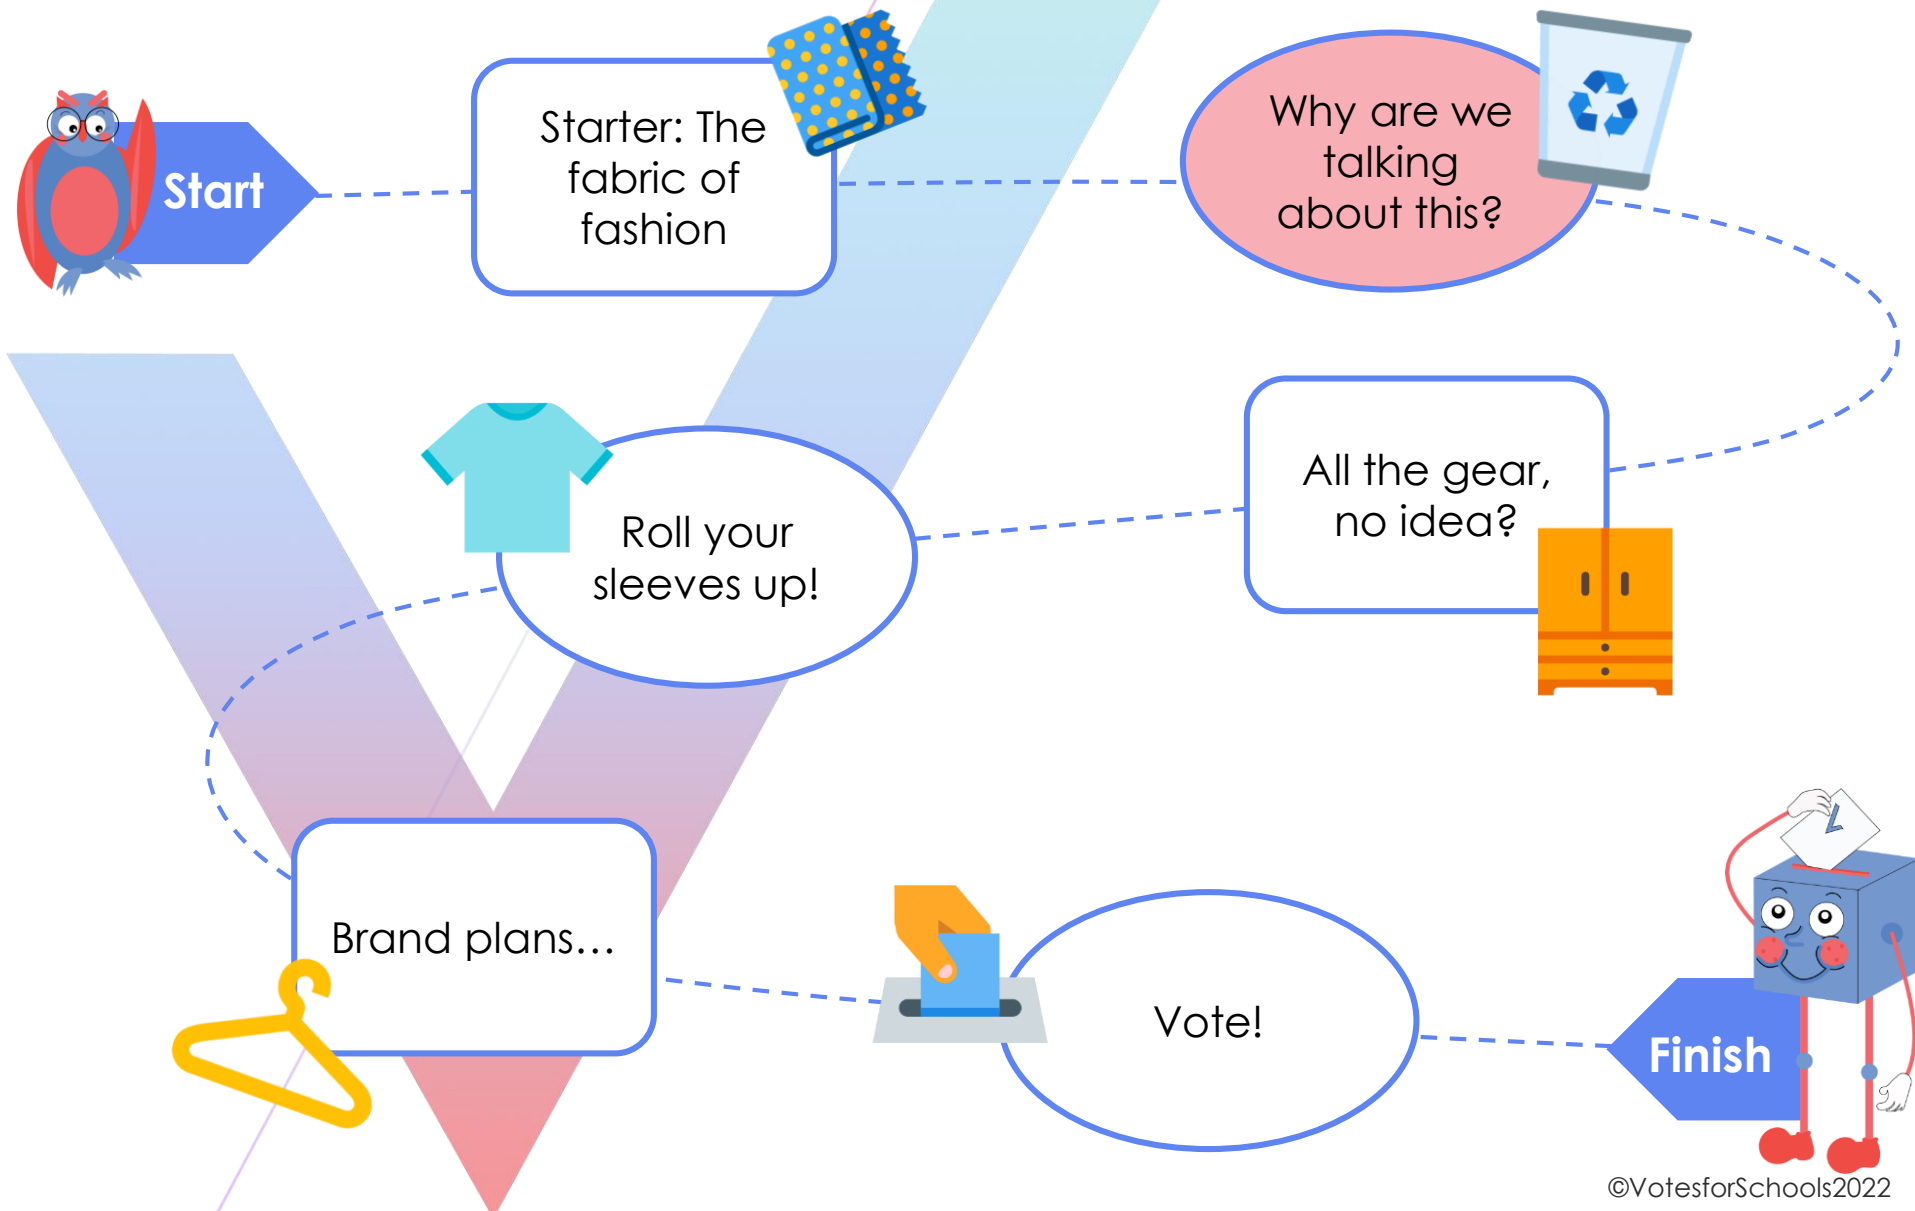 Start
Starter: The
fabric of
fashion
Why are we
talking
about this?
All the gear,
no idea?
Roll your
sleeves up!
Brand plans...
Vote!
Finish
©VotesforSchools2022